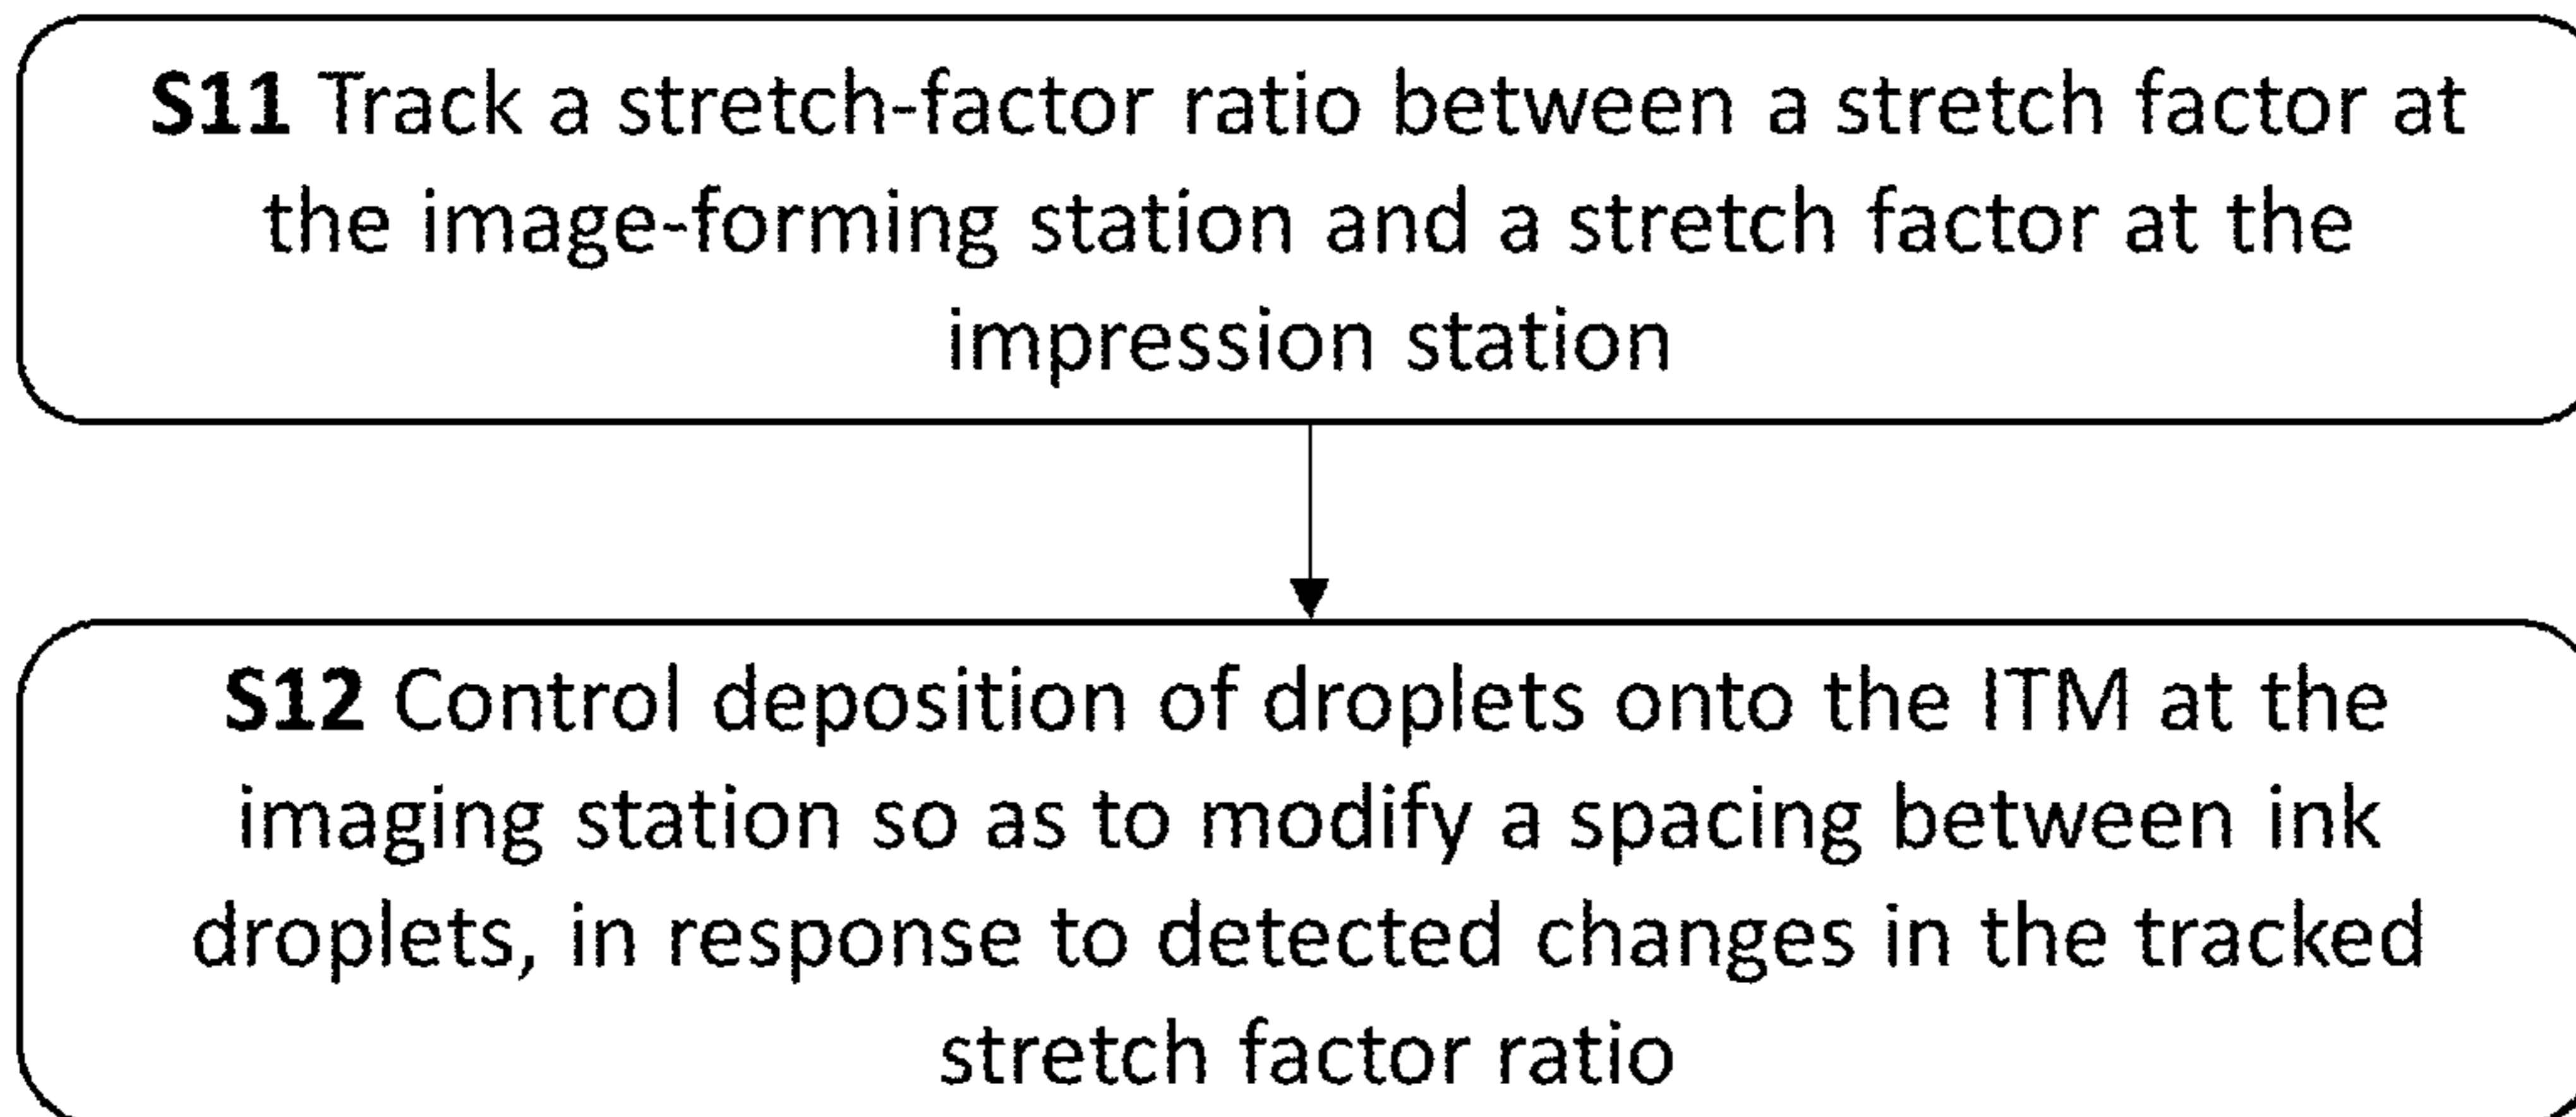 S11 Track a stretch-factor ratio between a stretch factor at
the image-forming station and a stretch factor at the
impression station
S12 Control deposition of droplets onto the ITM at the
imaging station so as to modify a spacing between ink
droplets, in response to detected changes in the tracked
stretch factor ratio